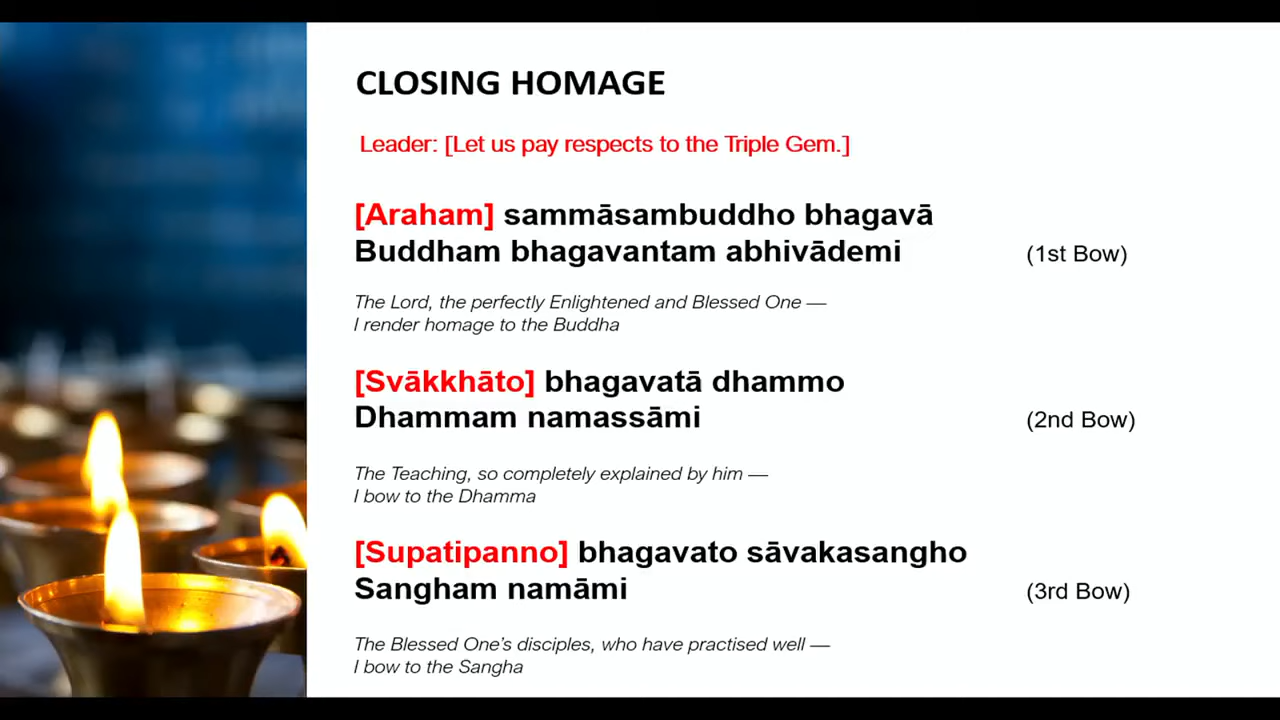 CLOSING HOMAGE
Leader: [Let us pay respects to the Triple Gem.]
[Araham] sammāsambuddho bhagavā
Buddham bhagavantam abhivādemi (1st Bow)
The Lord, the perfectly Enlightened and Blessed One —
I render homage to the Buddha
[Svākkhāto] bhagavatā dhammo
Dhammam namassāmi (2nd Bow)
The Teaching, so completely explained by him —
I bow to the Dhamma
[Supatipanno] bhagavato sāvakasangho
Sangham namāmi (3rd Bow)
The Blessed One’s disciples, who have practised well —
I bow to the Sangha